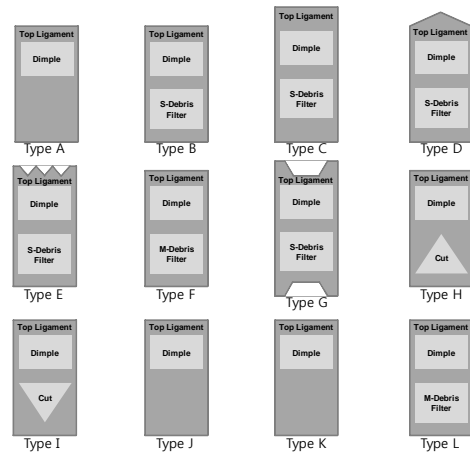 Top Ligament
Dimple
Type A
Top Ligament
Dimple
S-Debris
Filter
Type B
Top Ligament
Dimple
S-Debris
Filter
Type C
Top Ligament
Dimple
S-Debris
Filter
Type D
Top Ligament
Dimple
S-Debris
Filter
Type E
Top Ligament
Dimple
M-Debris
Filter
Type F
Top Ligament
Dimple
S-Debris
Filter
Type G
Top Ligament
Dimple
Cut
Type H
Top Ligament
Dimple
Cut
Type I
Top Ligament
Dimple
Type J
Top Ligament
Dimple
Type K
Top Ligament
Dimple
M-Debris
Filter
Type L